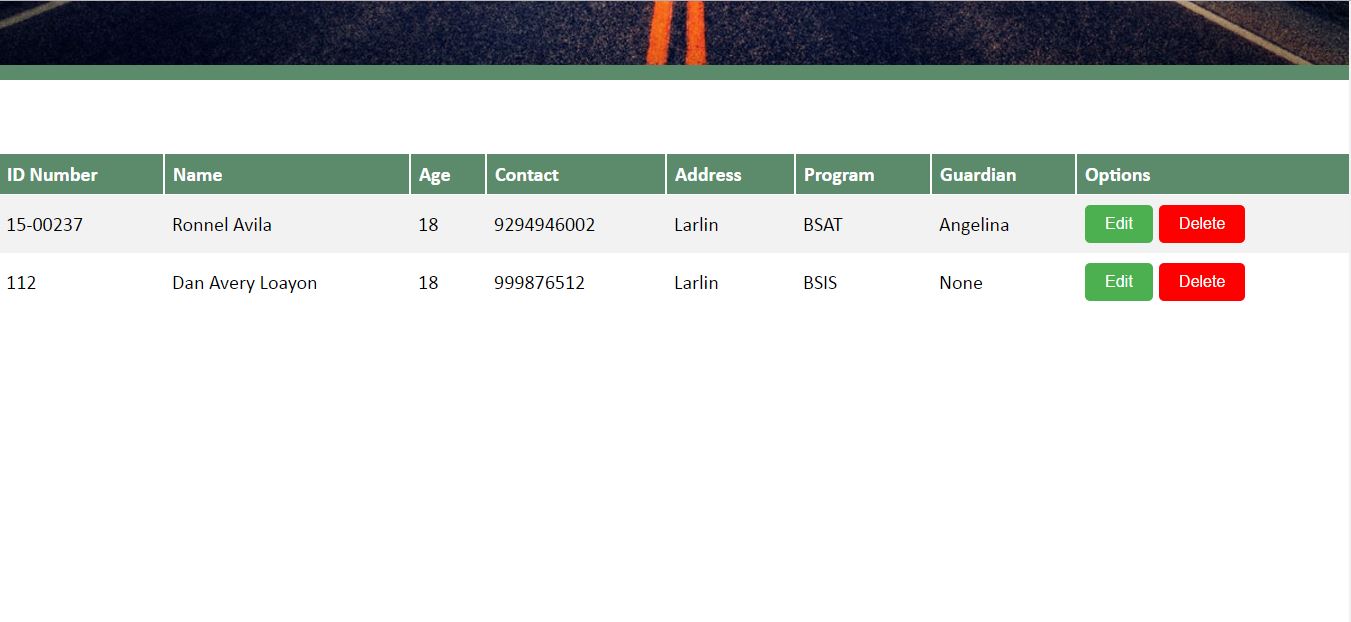 ID Number Name Age Contact Address Program Guardian Options
15-00237 Ronnel Avila 18 9294946002 Larlin BSAT Angelina Edit Delete
112 Dan Avery Loayon 18 999876512 Larlin BSIS None Edit Delete